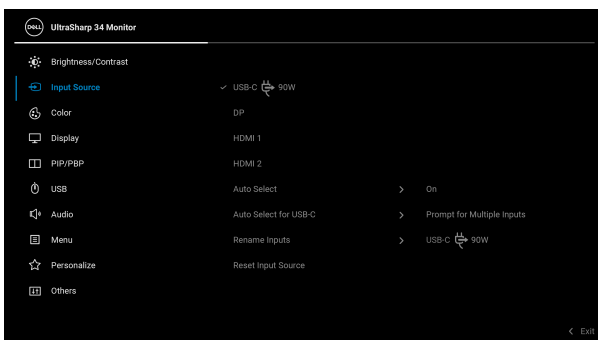 DELL UltraSharp 34 Monitor
Brightness/Contrast
Input Source USB-C 90W
Color DP
Display HDMI 1
PIP/PBP HDMI 2
USB Auto Select On
Audio Auto Select for USB-C Prompt for Multiple Inputs
Menu Rename Inputs USB-C 90W
Personalize Reset Input Source
Others
Exit